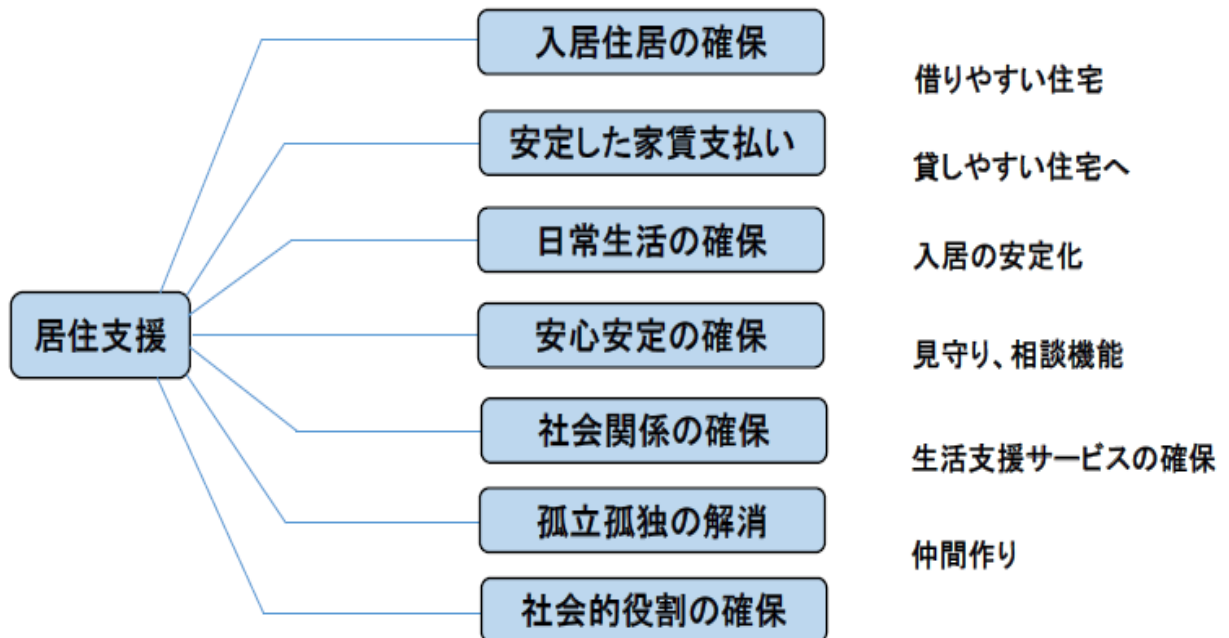 居住支援
入居住居の確保
安定した家賃支払い
日常生活の確保
安心安定の確保
社会関係の確保
孤立孤独の解消
社会的役割の確保
借りやすい住宅
貸しやすい住宅へ
入居の安定化
見守り、相談機能
生活支援サービスの確保
仲間作り